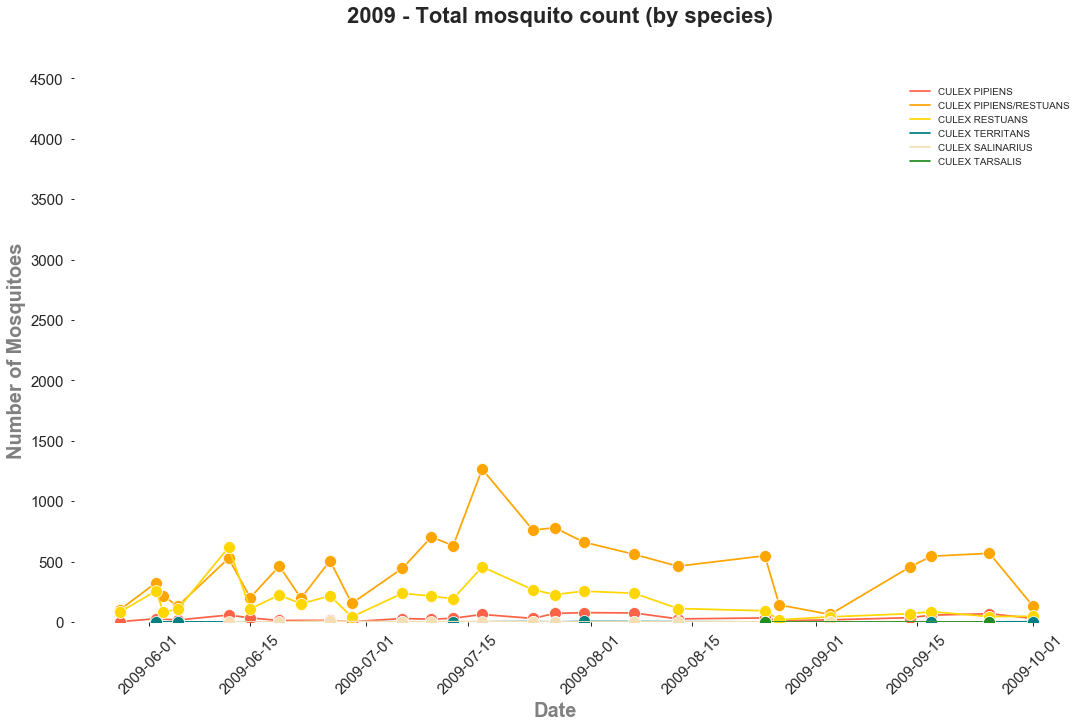 2009 - Total mosquito count (by species)
4500
4000
3500
3000
2500
2000
1500
1000
500
0
Number of Mosquitoes
CULEX PIPIENS
CULEX PIPIENS/RESTUANS
CULEX RESTUANS
CULEX TERRITANS
CULEX SALINARIUS
CULEX TARSALIS
2009-06-01
2009-06-15
2009-07-01
2009-07-15
2009-08-01
2009-08-15
2009-09-01
2009-09-15
2009-10-01
Date